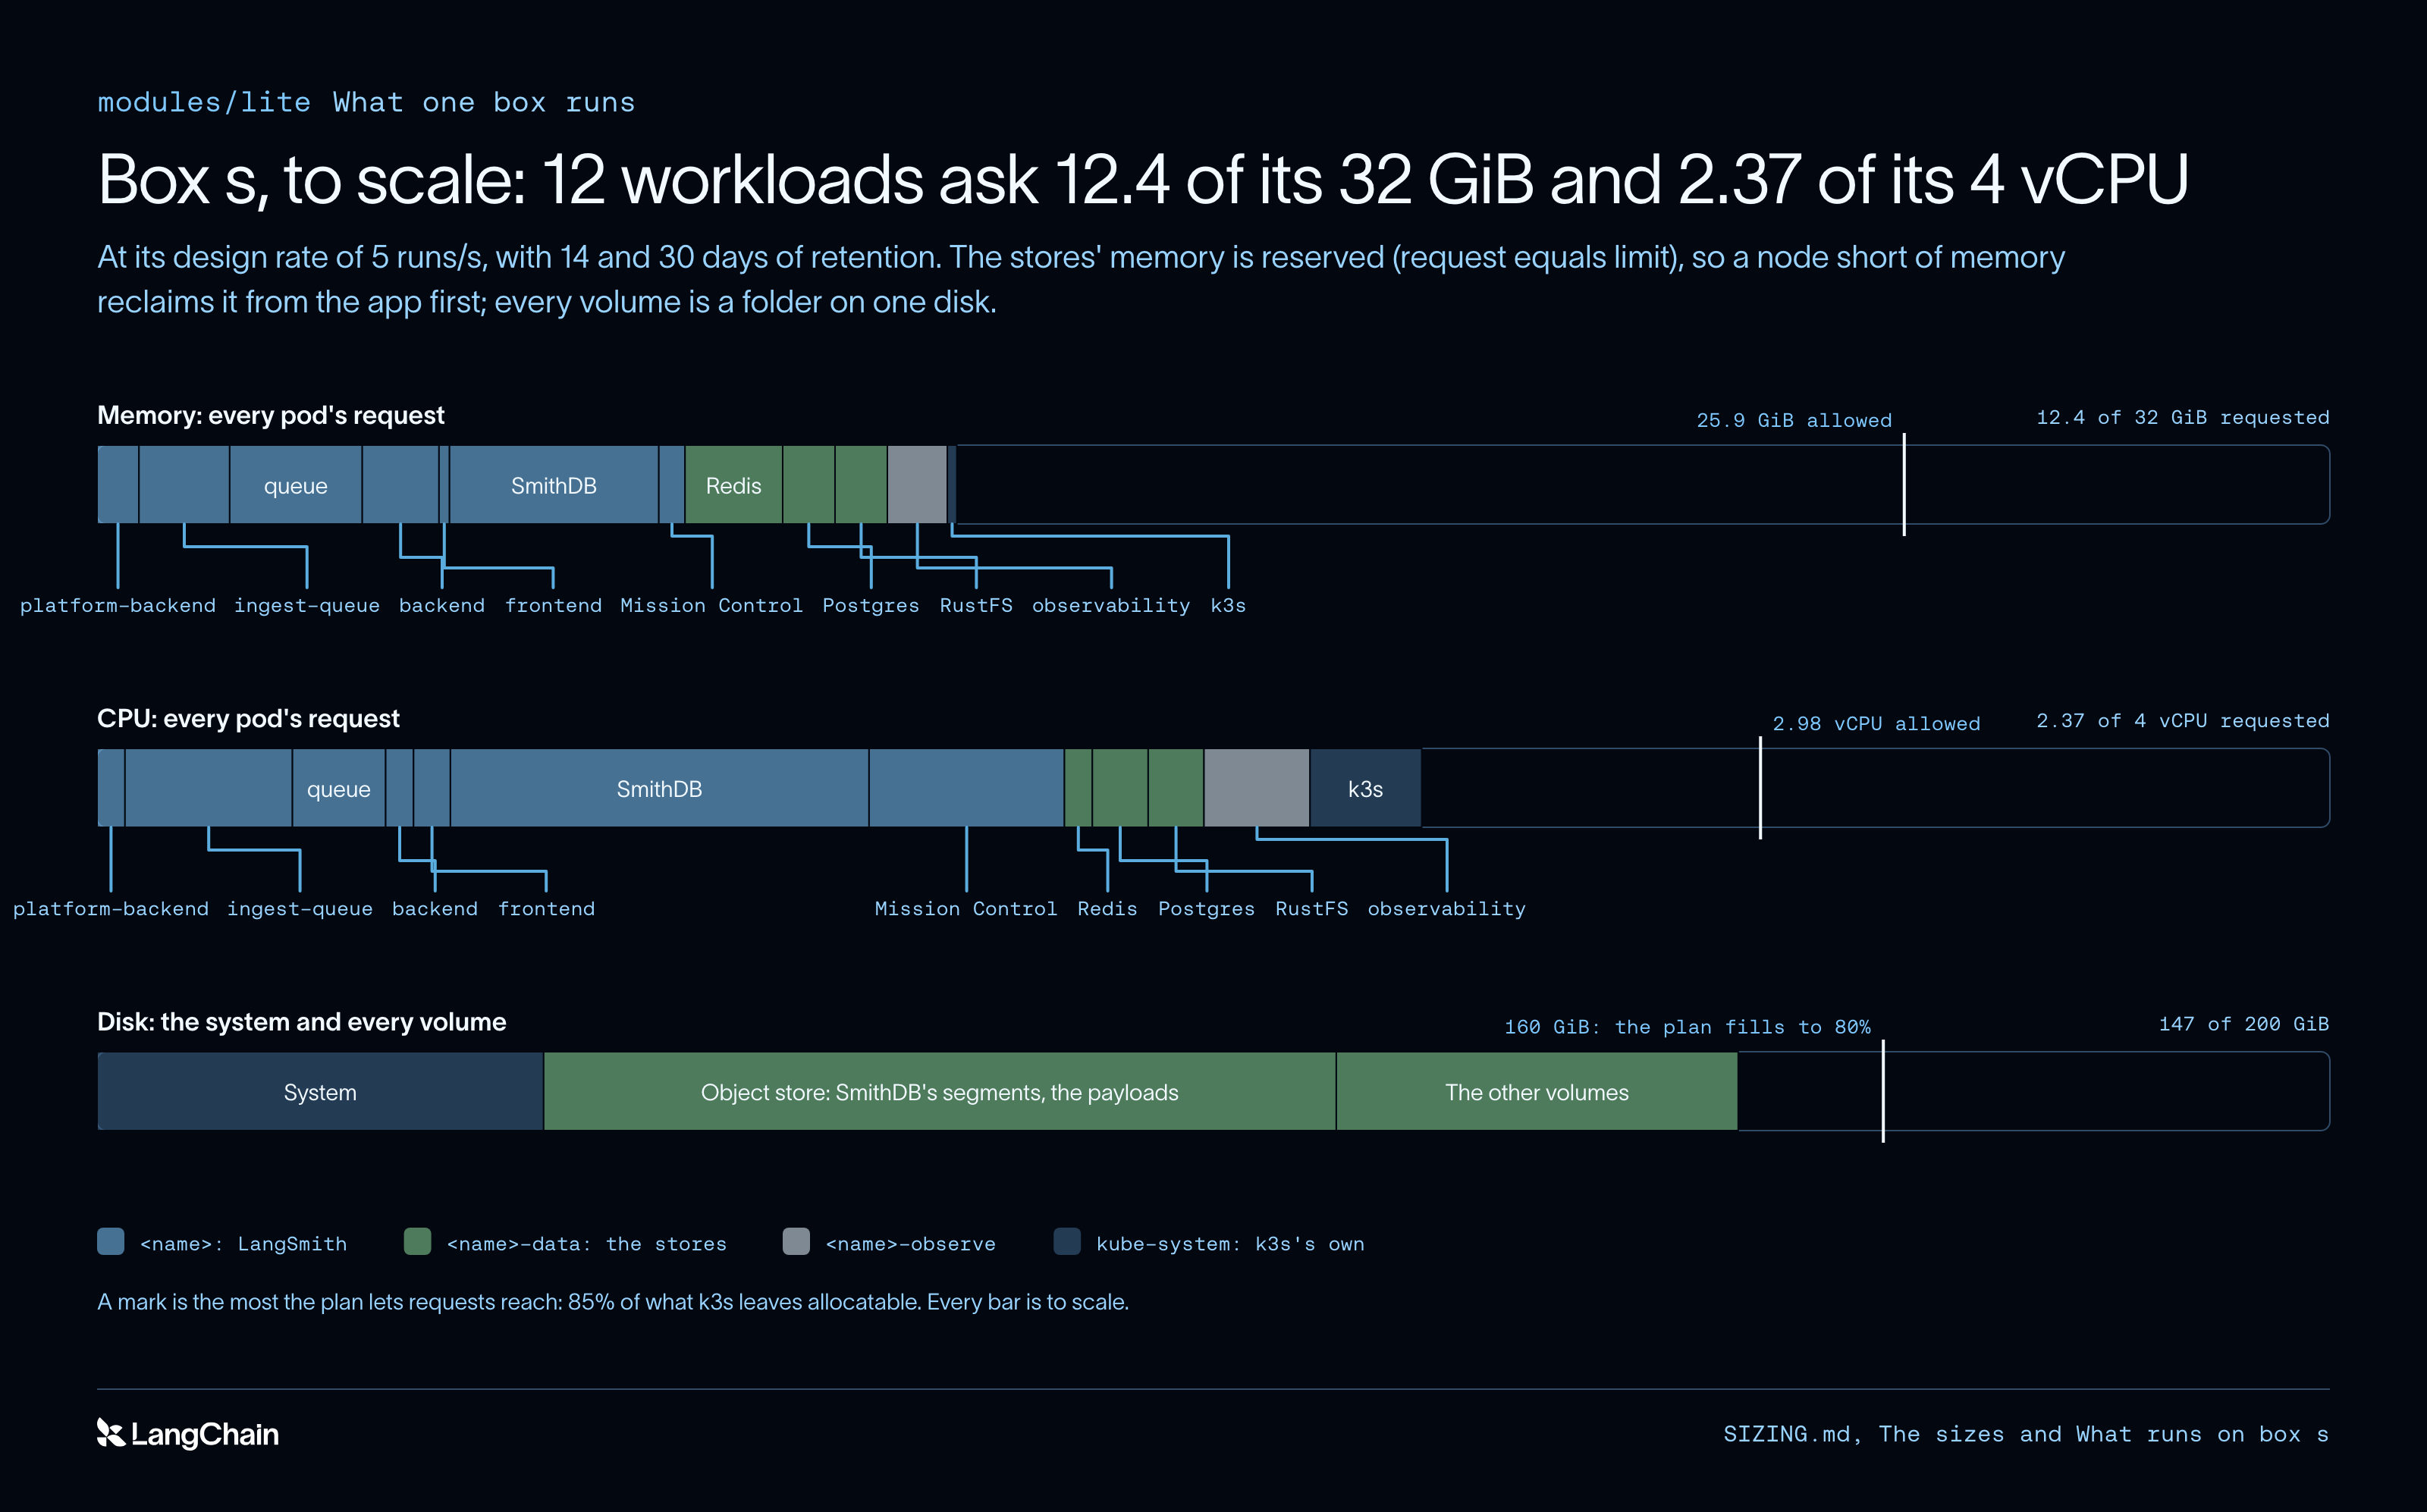 modules/lite What one box runs
Box s, to scale: 12 workloads ask 12.4 of its 32 GiB and 2.37 of its 4 vCPU
At its design rate of 5 runs/s, with 14 and 30 days of retention. The stores' memory is reserved (request equals limit), so a node short of memory
reclaims it from the app first; every volume is a folder on one disk.
Memory: every pod's request
25.9 GiB allowed
12.4 of 32 GiB requested
queue
SmithDB
Redis
platform-backend
ingest-queue
backend
frontend
Mission Control
Postgres
RustFS
observability
k3s
CPU: every pod's request
2.98 vCPU allowed
2.37 of 4 vCPU requested
queue
SmithDB
k3s
platform-backend
ingest-queue
backend
frontend
Mission Control
Redis
Postgres
RustFS
observability
Disk: the system and every volume
160 GiB: the plan fills to 80%
147 of 200 GiB
System
Object store: SmithDB's segments, the payloads
The other volumes
<name>: LangSmith
<name>-data: the stores
<name>-observe
kube-system: k3s's own
A mark is the most the plan lets requests reach: 85% of what k3s leaves allocatable. Every bar is to scale.
LangChain
SIZING.md, The sizes and What runs on box s